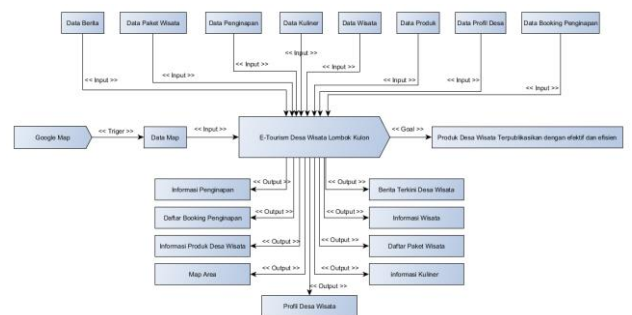 Data Berita
Data Paket Wisata
Data Penginapan
Data Kuliner
Data Wisata
Data Produk
Data Profil Desa
Data Booking Penginapan
<< Input >>
<< Input >>
<< Input >>
<< Input >>
<< Input >>
<< Input >>
<< Input >>
<< Input >>
Google Map
<< Triger >>
Data Map
<< Input >>
E-Tourism Desa Wisata Lombok Kulon
<< Goal >>
Produk Desa Wisata Terpublikasikan dengan efektif dan efisien
<< Output >>
<< Output >>
Informasi Penginapan
Berita Terkini Desa Wisata
<< Output >>
<< Output >>
Daftar Booking Penginapan
Informasi Wisata
<< Output >>
<< Output >>
Informasi Produk Desa Wisata
Daftar Paket Wisata
<< Output >>
<< Output >>
Map Area
informasi Kuliner
<< Output >>
Profil Desa Wisata